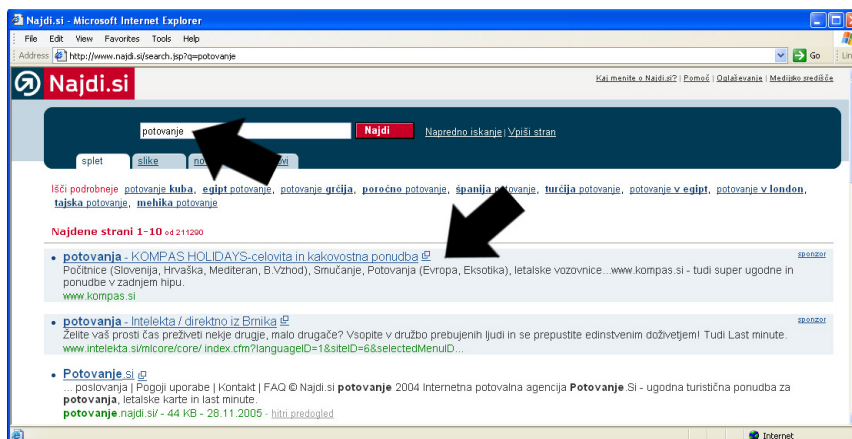 Najdi.si - Microsoft Internet Explorer
File Edit View Favorites Tools Help
Address http://www.najdi.si/search.jsp?q=potovanje Go
Najdi.si
Kaj menite o Najdi.si? | Pomoč | Oglaševanje | Medijsko središče
potovanje Najdi Napredno iskanje | Vpiši stran
splet slike
Išči podrobneje potovanje kuba, egipt potovanje, potovanje grčija, poročno potovanje, španija potovanje, turčija potovanje, potovanje v egipt, potovanje v london,
tajska potovanje, mehika potovanje
Najdene strani 1-10 od 211290
potovanja - KOMPAS HOLIDAYS-celovita in kakovostna ponudba sponzor
Počitnice (Slovenija, Hrvaška, Mediteran, B.Vzhod), Smučanje, Potovanja (Evropa, Eksotika), letalske vozovnice...www.kompas.si - tudi super ugodne in
ponudbe v zadnjem hipu.
www.kompas.si
potovanja - Intelekta / direktno iz Brnika sponzor
Želite vaš prosti čas preživeti nekje drugje, malo drugače? Vsopite v družbo prebujenih ljudi in se prepustite edinstvenim doživetjem! Tudi Last minute.
www.intelekta.si/mlcore/core/ index.cfm?languageID=1&siteID=6&selectedMenuID...
Potovanje.si
... poslovanja | Pogoji uporabe | Kontakt | FAQ © Najdi.si potovanje 2004 Internetna potovalna agencija Potovanje.Si - ugodna turistična ponudba za
potovanja, letalske karte in last minute.
potovanje.najdi.si/ - 44 KB - 28.11.2005 - hitri predogled
Internet